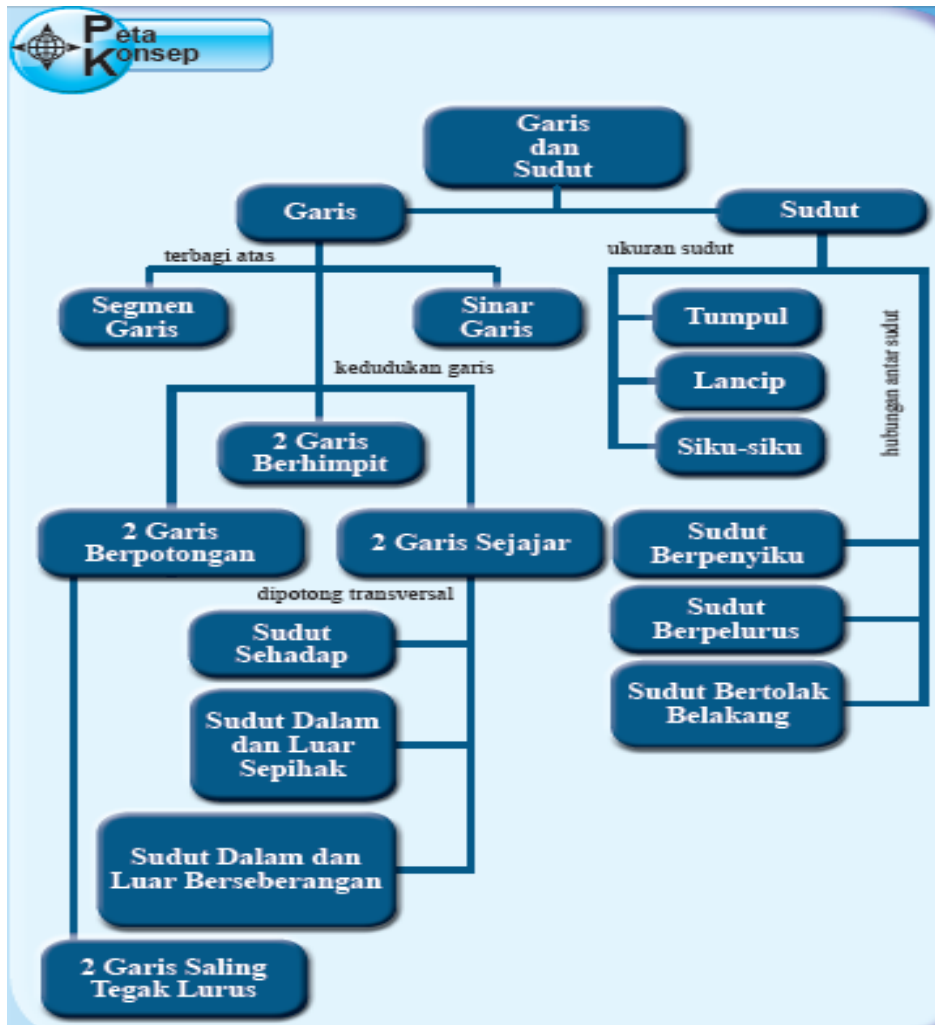 Peta
Konsep
Garis
dan
Sudut
Garis
Sudut
terbagi atas
Segmen
Garis
Sinar
Garis
kedudukan garis
2 Garis
Berhimpit
2 Garis
Berpotongan
2 Garis Sejajar
dipotong transversal
Sudut
Sehadap
Sudut Dalam
dan Luar
Sepihak
Sudut Dalam dan
Luar Berseberangan
2 Garis Saling
Tegak Lurus
ukuran sudut
Tumpul
Lancip
Siku-siku
hubungan antar sudut
Sudut
Berpenyiku
Sudut
Berpelurus
Sudut Bertolak
Belakang